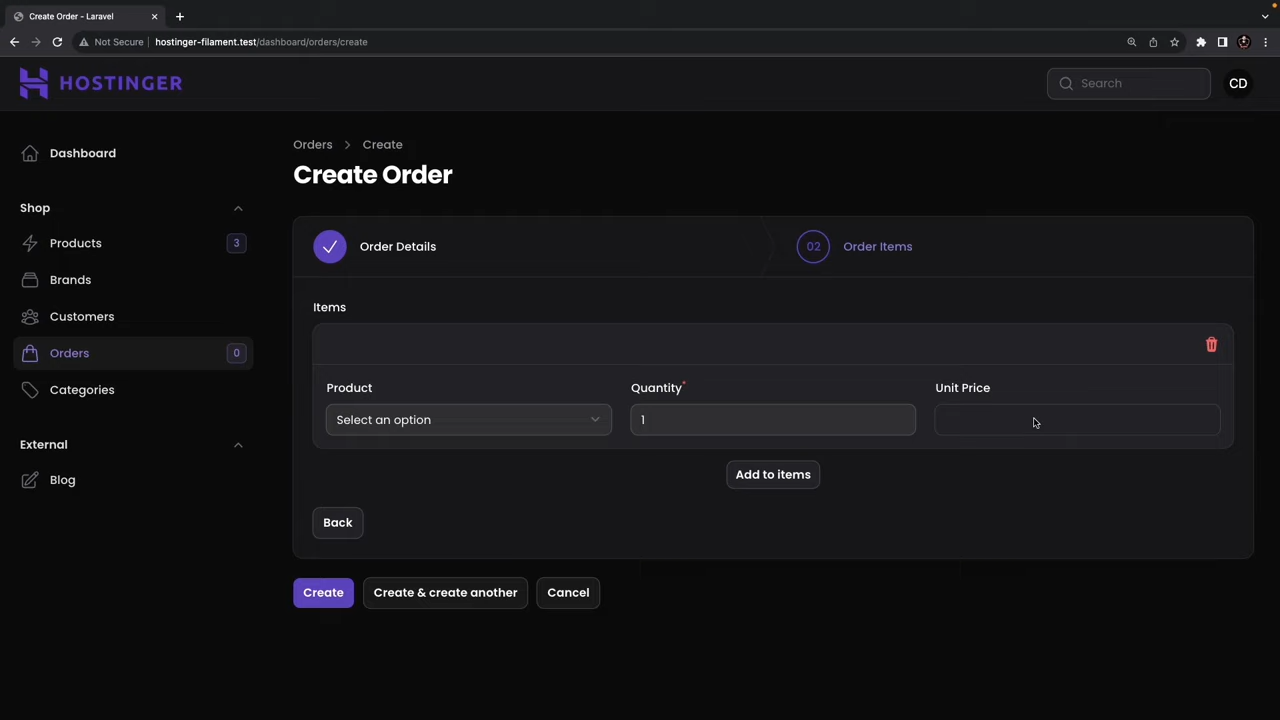 Create Order - Laravel
Not Secure
hostinger-filament.test/dashboard/orders/create
HOSTINGER
Search
CD
Dashboard
Shop
Products 3
Brands
Customers
Orders 0
Categories
External
Blog
Orders > Create
Create Order
Order Details
02 Order Items
Items
Product Quantity* Unit Price
Select an option 1
Add to items
Back
Create Create & create another Cancel